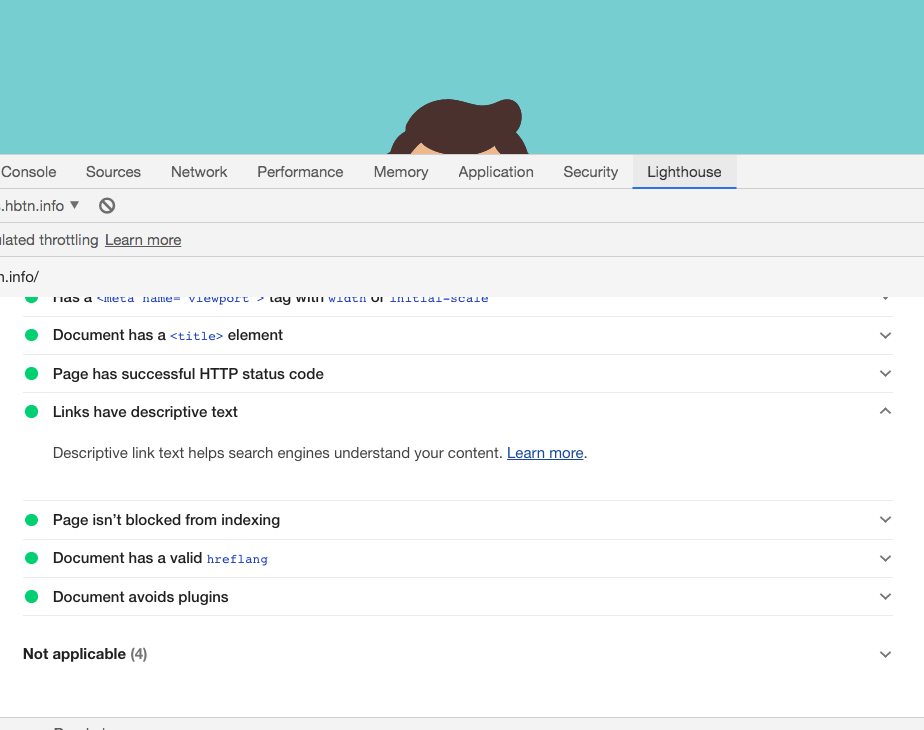 Console Sources Network Performance Memory Application Security Lighthouse
.hbtn.info
lated throttling Learn more
n.info/
Has a <meta name="viewport"> tag with width or initial-scale
Document has a <title> element
Page has successful HTTP status code
Links have descriptive text
Descriptive link text helps search engines understand your content. Learn more.
Page isn’t blocked from indexing
Document has a valid hreflang
Document avoids plugins
Not applicable (4)